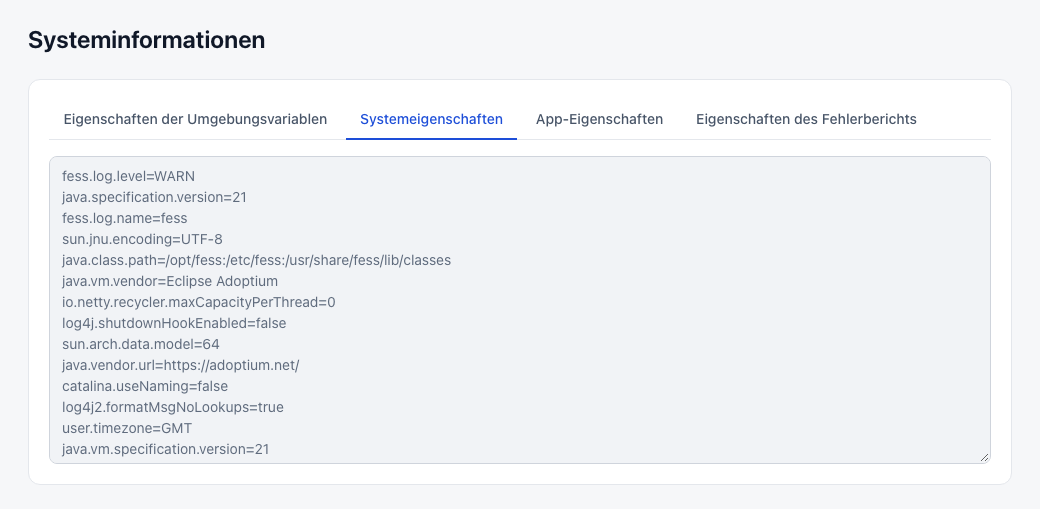 Systeminformationen
Eigenschaften der Umgebungsvariablen Systemeigenschaften App-Eigenschaften Eigenschaften des Fehlerberichts
fess.log.level=WARN
java.specification.version=21
fess.log.name=fess
sun.jnu.encoding=UTF-8
java.class.path=/opt/fess:/etc/fess:/usr/share/fess/lib/classes
java.vm.vendor=Eclipse Adoptium
io.netty.recycler.maxCapacityPerThread=0
log4j.shutdownHookEnabled=false
sun.arch.data.model=64
java.vendor.url=https://adoptium.net/
catalina.useNaming=false
log4j2.formatMsgNoLookups=true
user.timezone=GMT
java.vm.specification.version=21